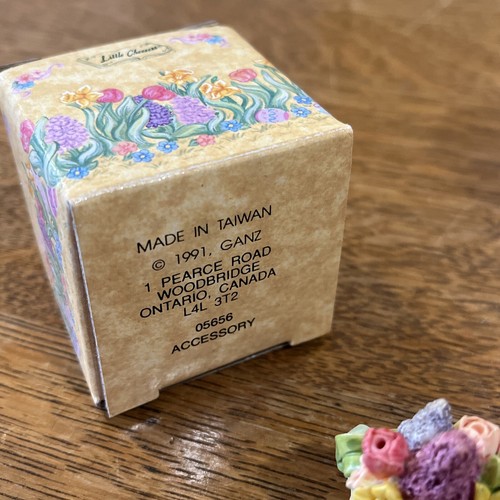 Little Cheesers
MADE IN TAIWAN
© 1991, GANZ
1 PEARCE ROAD
WOODBRIDGE
ONTARIO, CANADA
L4L 3T2
05656
ACCESSORY